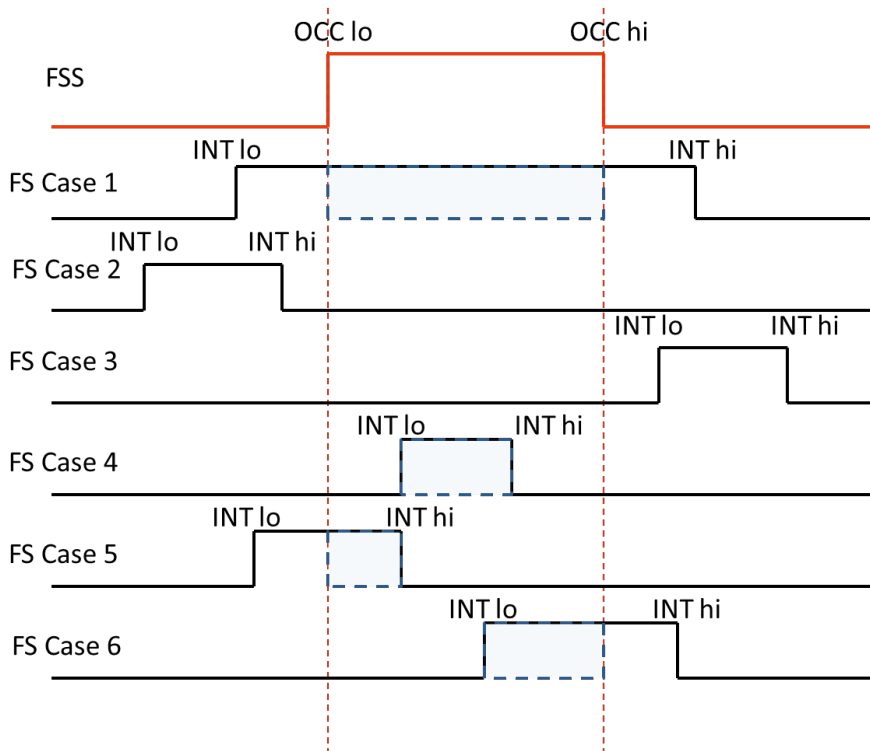 OCC lo OCC hi
FSS
INT lo INT hi
FS Case 1
INT lo INT hi
FS Case 2
INT lo INT hi
FS Case 3
INT lo INT hi
FS Case 4
INT lo INT hi
FS Case 5
INT lo INT hi
FS Case 6